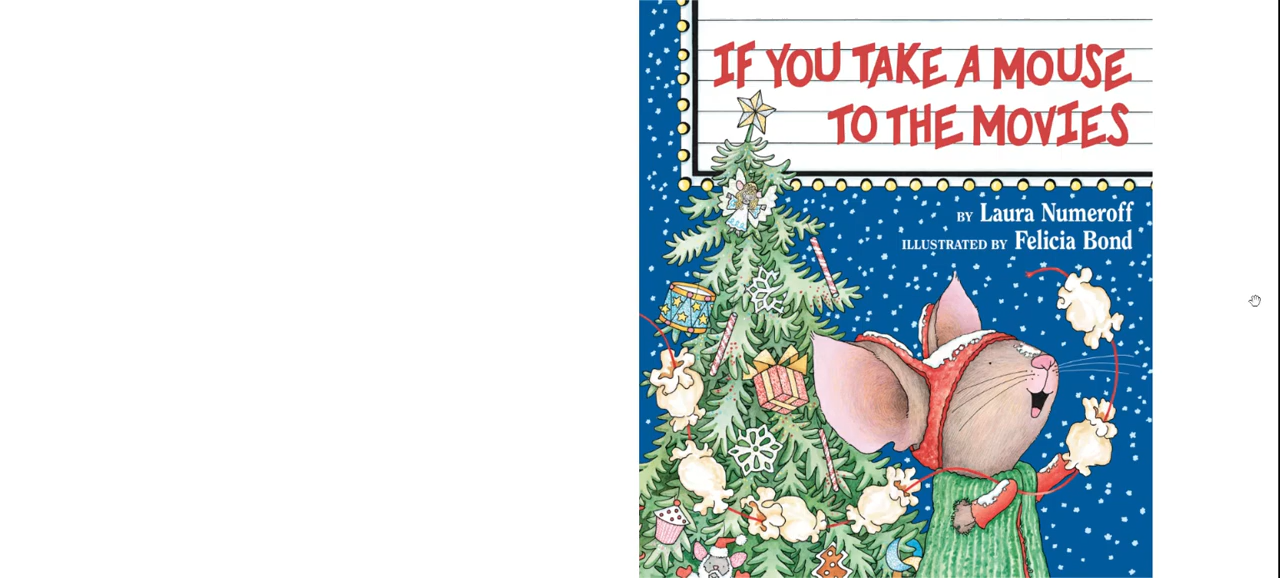 IF YOU TAKE A MOUSE
TO THE MOVIES
BY Laura Numeroff
ILLUSTRATED BY Felicia Bond